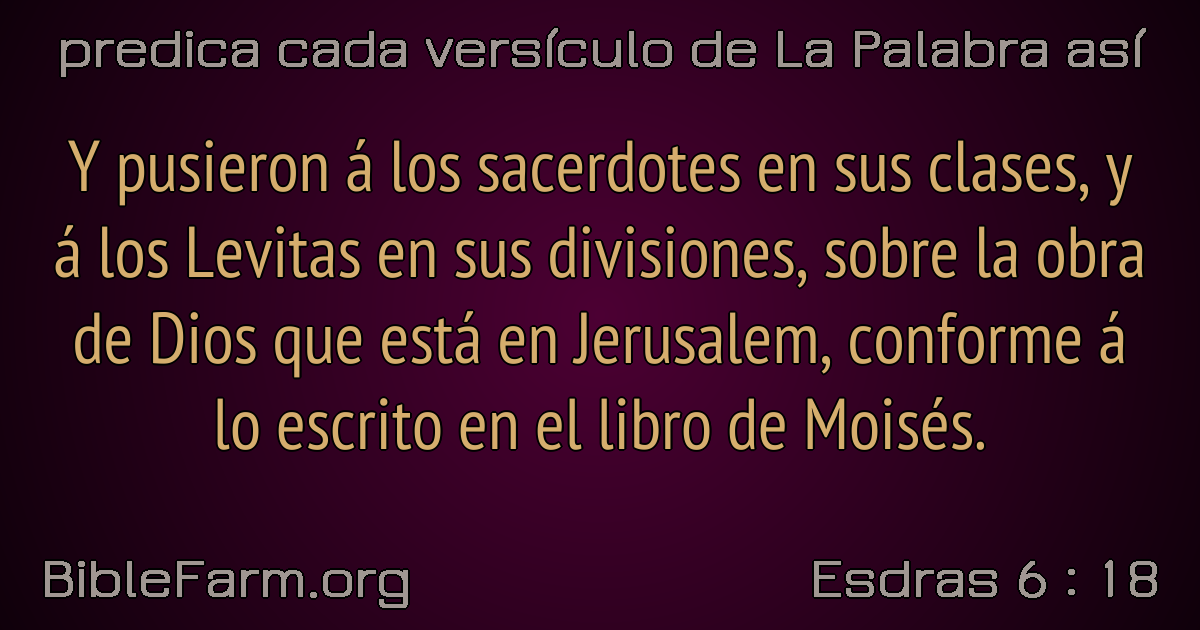 predica cada versículo de La Palabra así
Y pusieron á los sacerdotes en sus clases, y
á los Levitas en sus divisiones, sobre la obra
de Dios que está en Jerusalem, conforme á
lo escrito en el libro de Moisés.
BibleFarm.org
Esdras 6 : 18